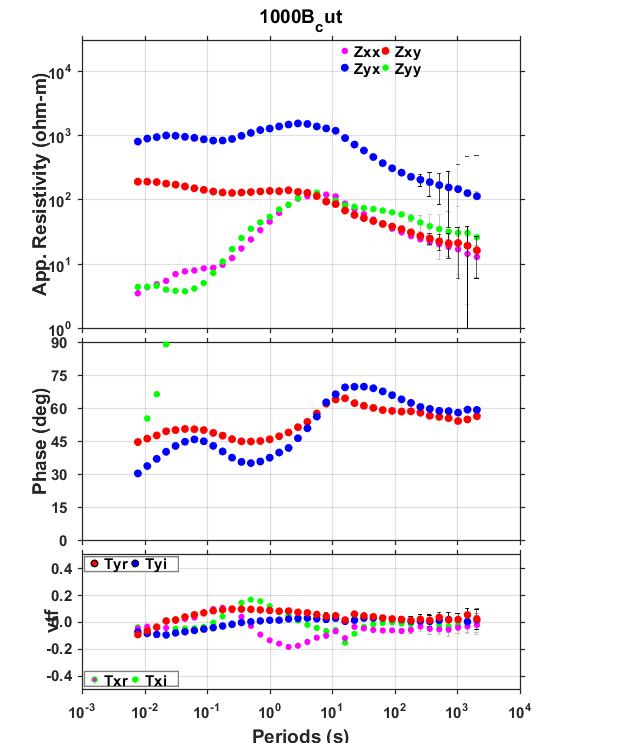 1000B_cut
Zxx Zxy
Zyx Zyy
App. Resistivity (ohm-m)
10^4
10^3
10^2
10^1
10^0
Phase (deg)
90
75
60
45
30
15
0
vtf
Tyr Tyi
0.4
0.2
0.0
-0.2
-0.4
Txr Txi
10^-3 10^-2 10^-1 10^0 10^1 10^2 10^3 10^4
Periods (s)